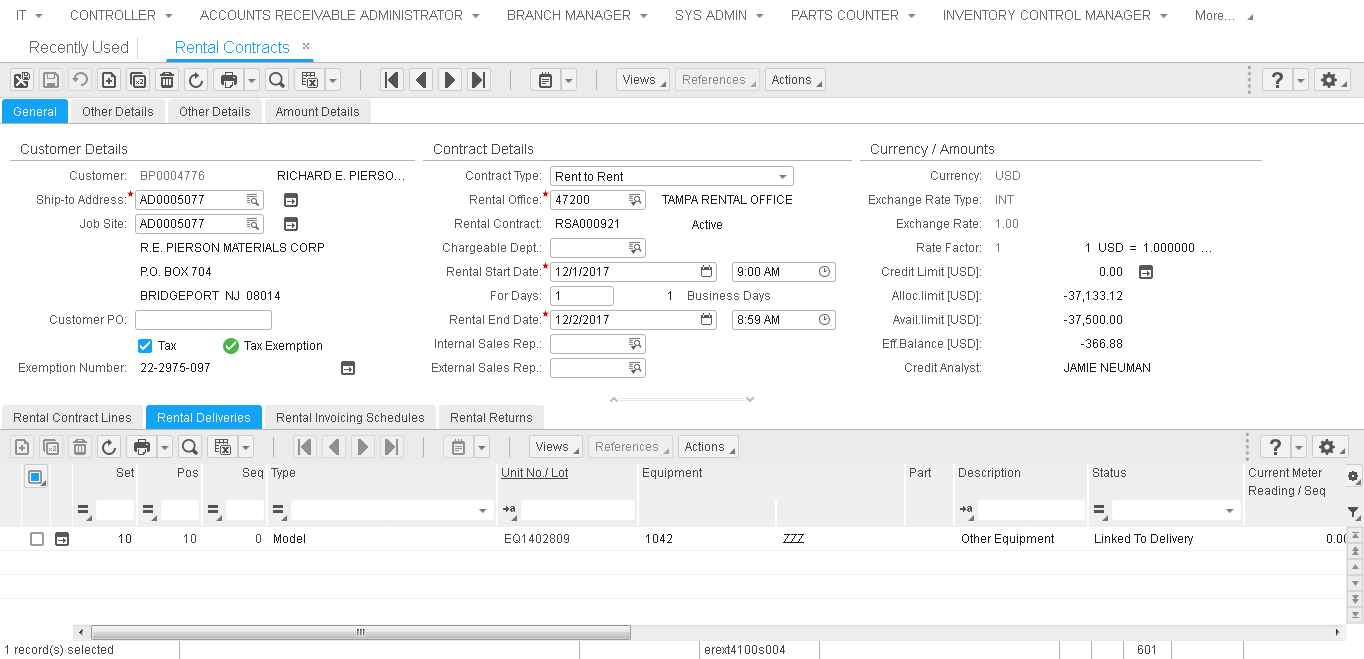 IT CONTROLLER ACCOUNTS RECEIVABLE ADMINISTRATOR BRANCH MANAGER SYS ADMIN PARTS COUNTER INVENTORY CONTROL MANAGER More...
Recently Used Rental Contracts ×
Views References Actions ?
General Other Details Other Details Amount Details
Customer Details Contract Details Currency / Amounts
Customer: BP0004776 RICHARD E. PIERSO... Contract Type: Rent to Rent Currency: USD
Ship-to Address:* AD0005077 Rental Office:* 47200 TAMPA RENTAL OFFICE Exchange Rate Type: INT
Job Site: AD0005077 Rental Contract: RSA000921 Active Exchange Rate: 1.00
R.E. PIERSON MATERIALS CORP Chargeable Dept.: Rate Factor: 1 1 USD = 1.000000 ...
P.O. BOX 704 Rental Start Date:* 12/1/2017 9:00 AM Credit Limit [USD]: 0.00
BRIDGEPORT NJ 08014 For Days: 1 1 Business Days Alloc.limit [USD]: -37,133.12
Customer PO: Rental End Date:* 12/2/2017 8:59 AM Avail.limit [USD]: -37,500.00
Tax Tax Exemption Internal Sales Rep.: Eff.Balance [USD]: -366.88
Exemption Number: 22-2975-097 External Sales Rep.: Credit Analyst: JAMIE NEUMAN
Rental Contract Lines Rental Deliveries Rental Invoicing Schedules Rental Returns
Views References Actions ?
Set Pos Seq Type Unit No./ Lot Equipment Part Description Status Current Meter
Reading / Seq
10 10 0 Model EQ1402809 1042 ZZZ Other Equipment Linked To Delivery 0.00
1 record(s) selected erext4100s004 601